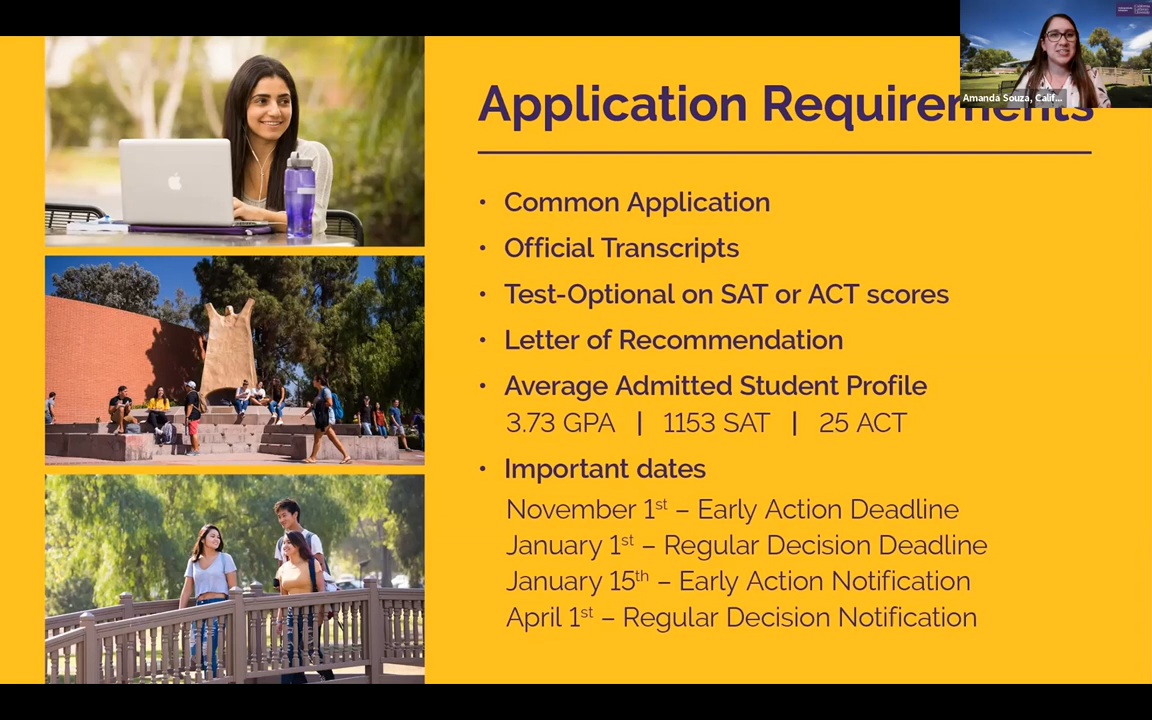 Application Requirements
Amanda Souza, Calif...
• Common Application
• Official Transcripts
• Test-Optional on SAT or ACT scores
• Letter of Recommendation
• Average Admitted Student Profile
3.73 GPA | 1153 SAT | 25 ACT
• Important dates
November 1st – Early Action Deadline
January 1st – Regular Decision Deadline
January 15th – Early Action Notification
April 1st – Regular Decision Notification